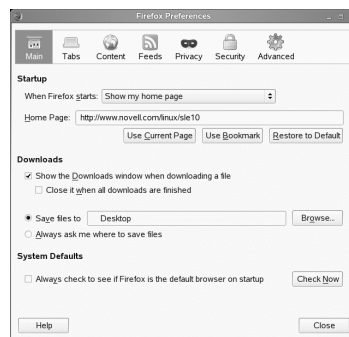 Firefox Preferences
Main Tabs Content Feeds Privacy Security Advanced
Startup
When Firefox starts: Show my home page
Home Page: http://www.novell.com/linux/sle10
Use Current Page Use Bookmark Restore to Default
Downloads
Show the Downloads window when downloading a file
Close it when all downloads are finished
Save files to Desktop Browse...
Always ask me where to save files
System Defaults
Always check to see if Firefox is the default browser on startup Check Now
Help Close